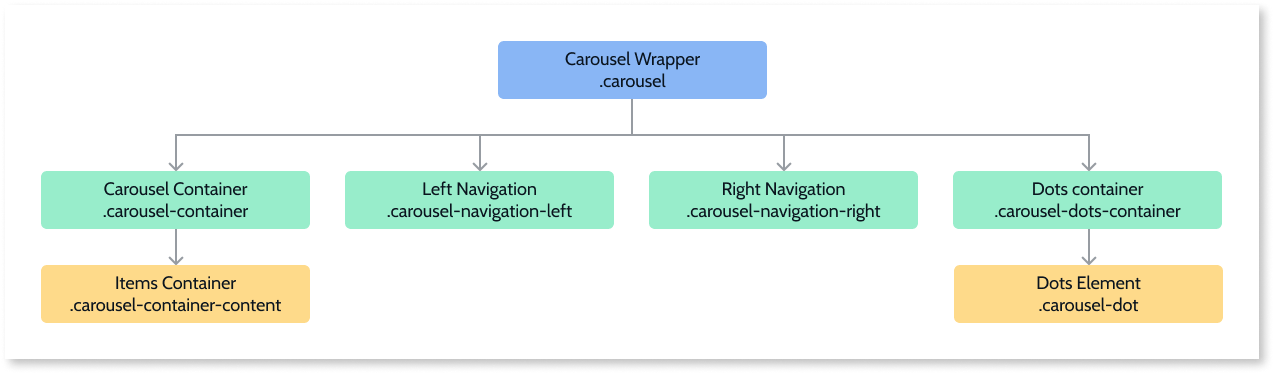 Carousel Wrapper
.carousel
Carousel Container
.carousel-container
Left Navigation
.carousel-navigation-left
Right Navigation
.carousel-navigation-right
Dots container
.carousel-dots-container
Items Container
.carousel-container-content
Dots Element
.carousel-dot